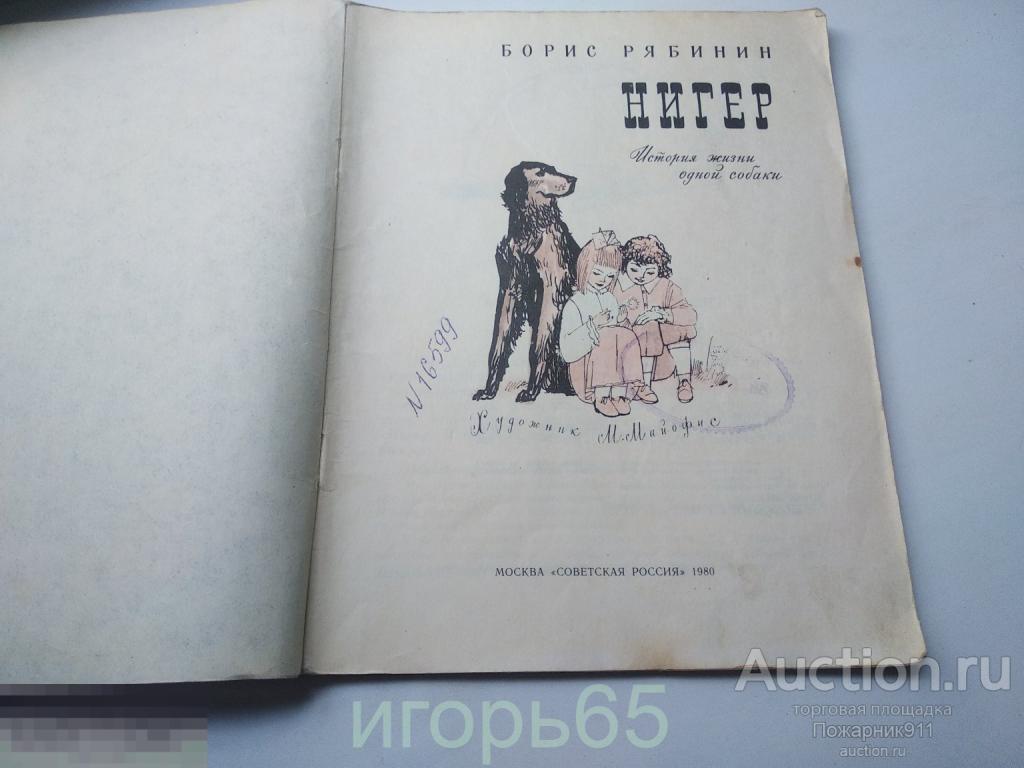 БОРИС РЯБИНИН
НИГЕР
История жизни
одной собаки
N 16599
Художник М. Майофис
МОСКВА «СОВЕТСКАЯ РОССИЯ» 1980
Auction.ru
торговая площадка
Пожарник911
auction.ru
игорь65